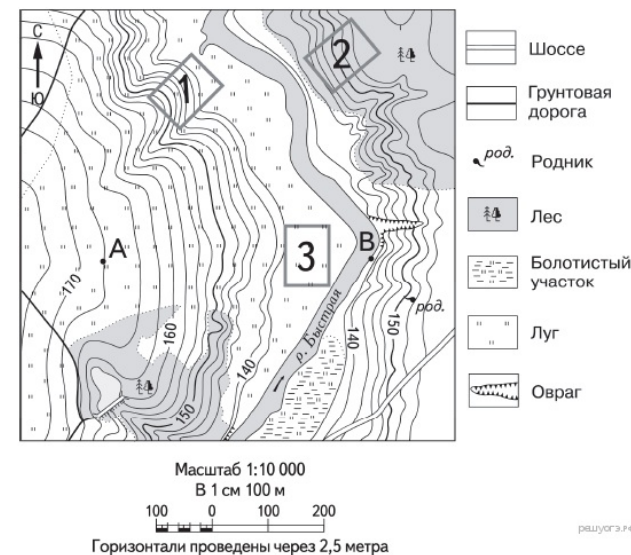 С
Ю
1
2
3
А
В
170
160
150
140
140
150
род.
р. Быстрая
Шоссе
Грунтовая
дорога
род. Родник
Лес
Болотистый
участок
Луг
Овраг
Масштаб 1:10 000
В 1 см 100 м
100 0 100 200
Горизонтали проведены через 2,5 метра
решуогэ.рф